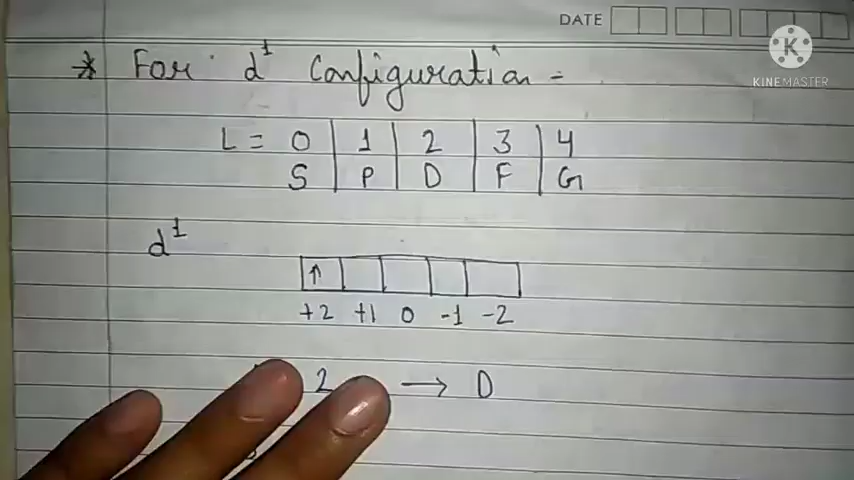 DATE
K
KINEMASTER
* For d¹ Configuration =
L = 0 | 1 | 2 | 3 | 4
S | P | D | F | G
d¹
↑
+2 +1 0 -1 -2
2 → D